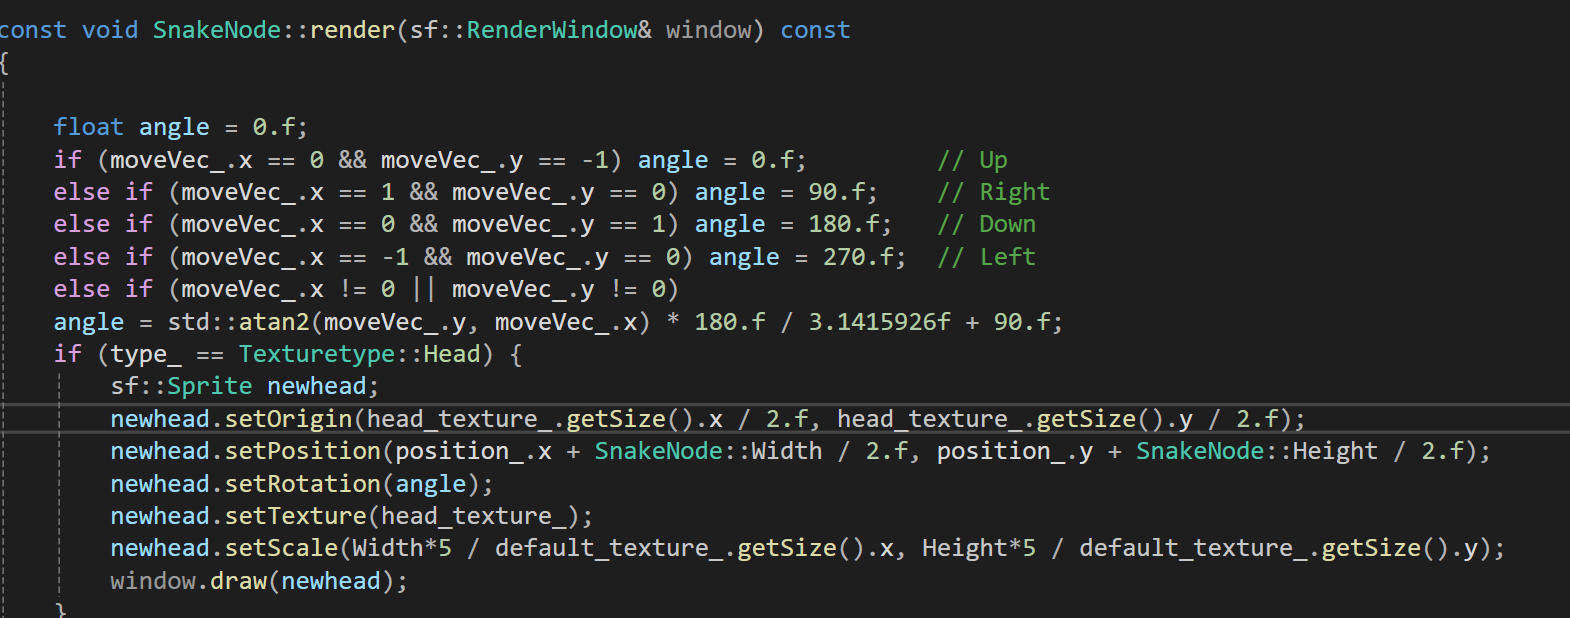 const void SnakeNode::render(sf::RenderWindow& window) const
{
float angle = 0.f;
if (moveVec_.x == 0 && moveVec_.y == -1) angle = 0.f; // Up
else if (moveVec_.x == 1 && moveVec_.y == 0) angle = 90.f; // Right
else if (moveVec_.x == 0 && moveVec_.y == 1) angle = 180.f; // Down
else if (moveVec_.x == -1 && moveVec_.y == 0) angle = 270.f; // Left
else if (moveVec_.x != 0 || moveVec_.y != 0)
angle = std::atan2(moveVec_.y, moveVec_.x) * 180.f / 3.1415926f + 90.f;
if (type_ == Texturetype::Head) {
sf::Sprite newhead;
newhead.setOrigin(head_texture_.getSize().x / 2.f, head_texture_.getSize().y / 2.f);
newhead.setPosition(position_.x + SnakeNode::Width / 2.f, position_.y + SnakeNode::Height / 2.f);
newhead.setRotation(angle);
newhead.setTexture(head_texture_);
newhead.setScale(Width*5 / default_texture_.getSize().x, Height*5 / default_texture_.getSize().y);
window.draw(newhead);
}